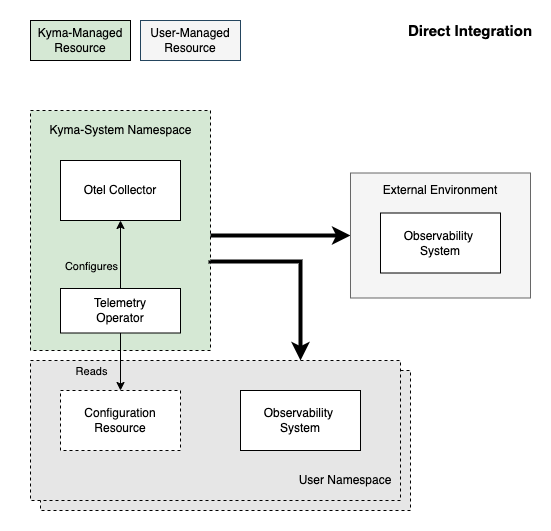 Kyma-Managed
Resource
User-Managed
Resource
Direct Integration
Kyma-System Namespace
Otel Collector
Configures
Telemetry
Operator
External Environment
Observability
System
Reads
Configuration
Resource
Observability
System
User Namespace